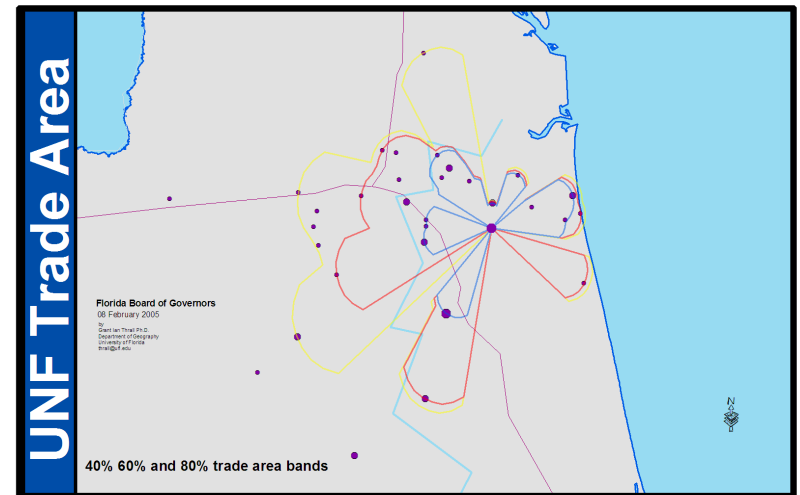 UNF Trade Area
Florida Board of Governors
08 February 2005
by
Grant Ian Thrall Ph.D.
Department of Geography
University of Florida
thrall@ufl.edu
40% 60% and 80% trade area bands
N